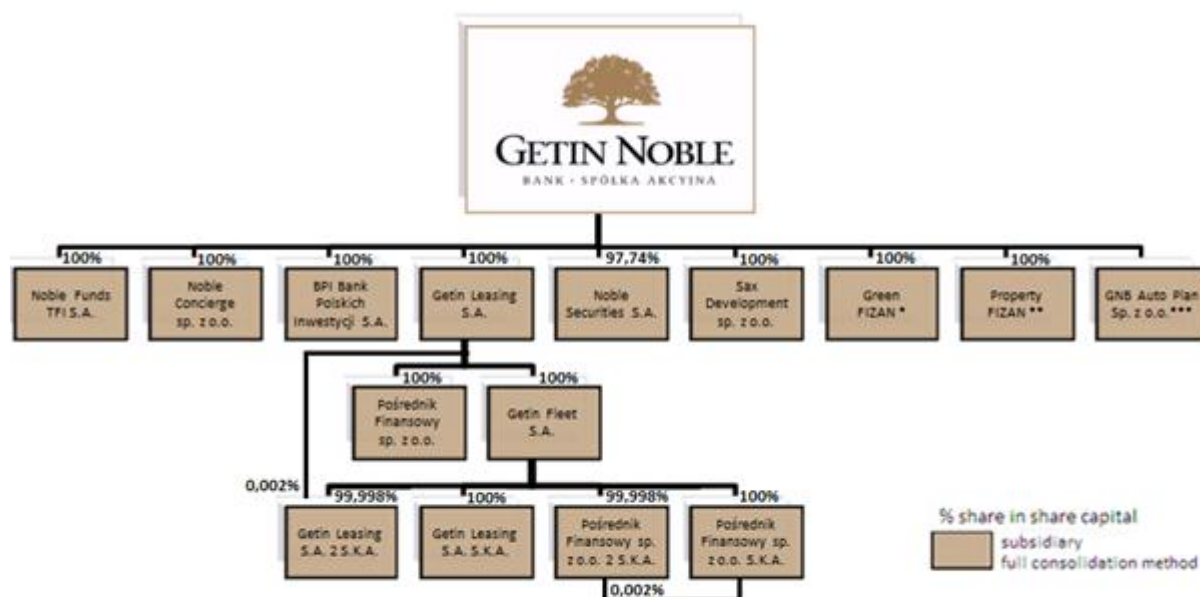 GETIN NOBLE
BANK · SPÓŁKA AKCYJNA
100%
100%
100%
100%
97,74%
100%
100%
100%
Noble Funds
TFI S.A.
Noble
Concierge
sp. z o.o.
BPI Bank
Polskich
Inwestycji S.A.
Getin Leasing
S.A.
Noble
Securities S.A.
Sax
Development
sp. z o.o.
Green
FIZAN *
Property
FIZAN **
GNB Auto Plan
Sp. z o.o.***
100%
100%
Pośrednik
Finansowy
sp. z o.o.
Getin Fleet
S.A.
0,002%
99,998%
100%
99,998%
100%
Getin Leasing
S.A. 2 S.K.A.
Getin Leasing
S.A. S.K.A.
Pośrednik
Finansowy sp.
z o.o. 2 S.K.A.
Pośrednik
Finansowy sp.
z o.o. S.K.A.
0,002%
% share in share capital
subsidiary
full consolidation method